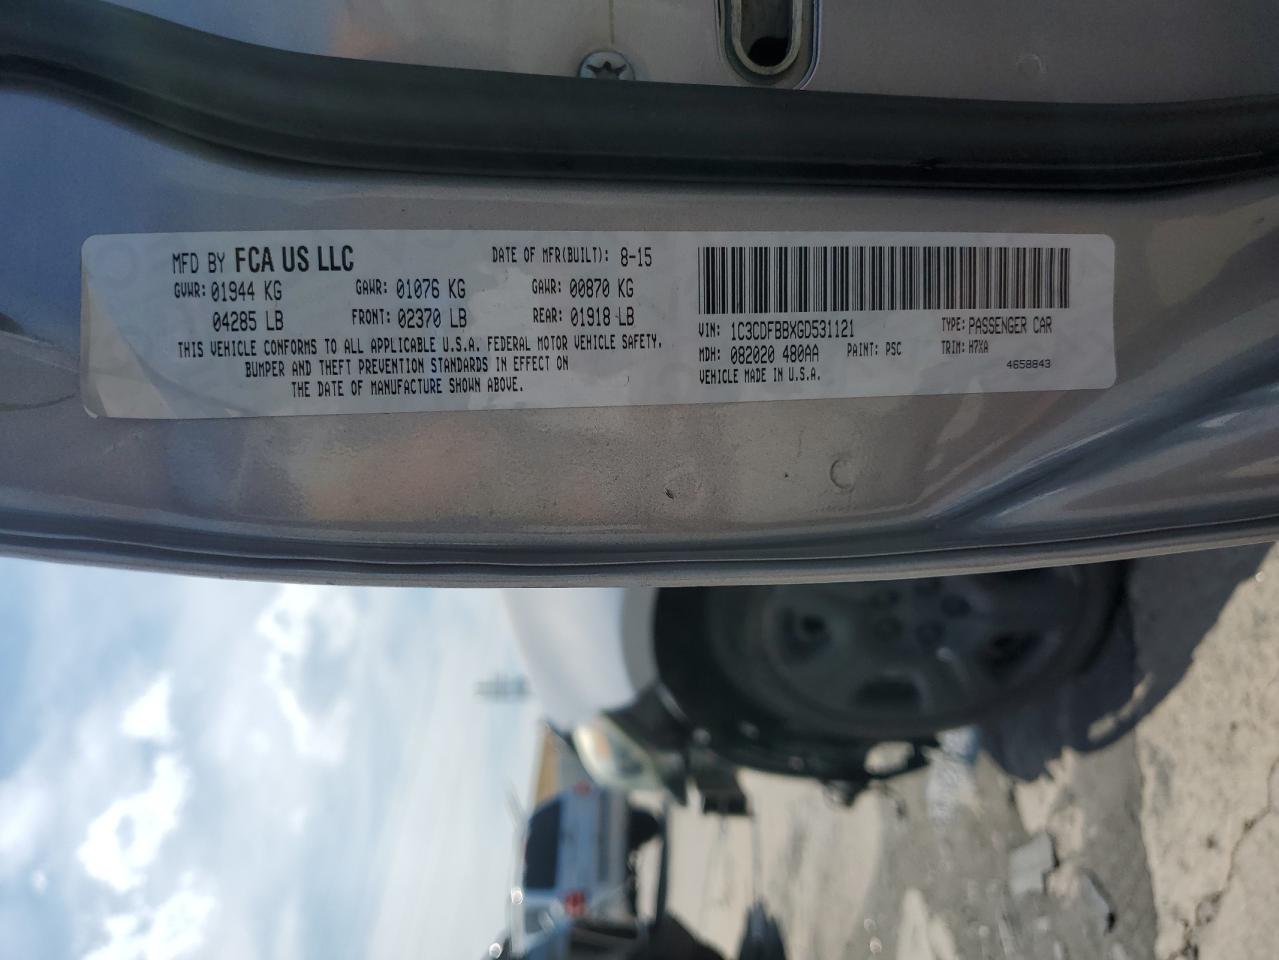 MFD BY FCA US LLC DATE OF MFR(BUILT): 8-15
GVWR: 01944 KG GAWR: 01076 KG GAWR: 00870 KG
04285 LB FRONT: 02370 LB REAR: 01918 LB
THIS VEHICLE CONFORMS TO ALL APPLICABLE U.S.A. FEDERAL MOTOR VEHICLE SAFETY,
BUMPER AND THEFT PREVENTION STANDARDS IN EFFECT ON
THE DATE OF MANUFACTURE SHOWN ABOVE.
VIN: 1C3CDFBBXGD531121 TYPE: PASSENGER CAR
MDH: 082020 480AA PAINT: PSC TRIM: H7XA
VEHICLE MADE IN U.S.A. 4658843